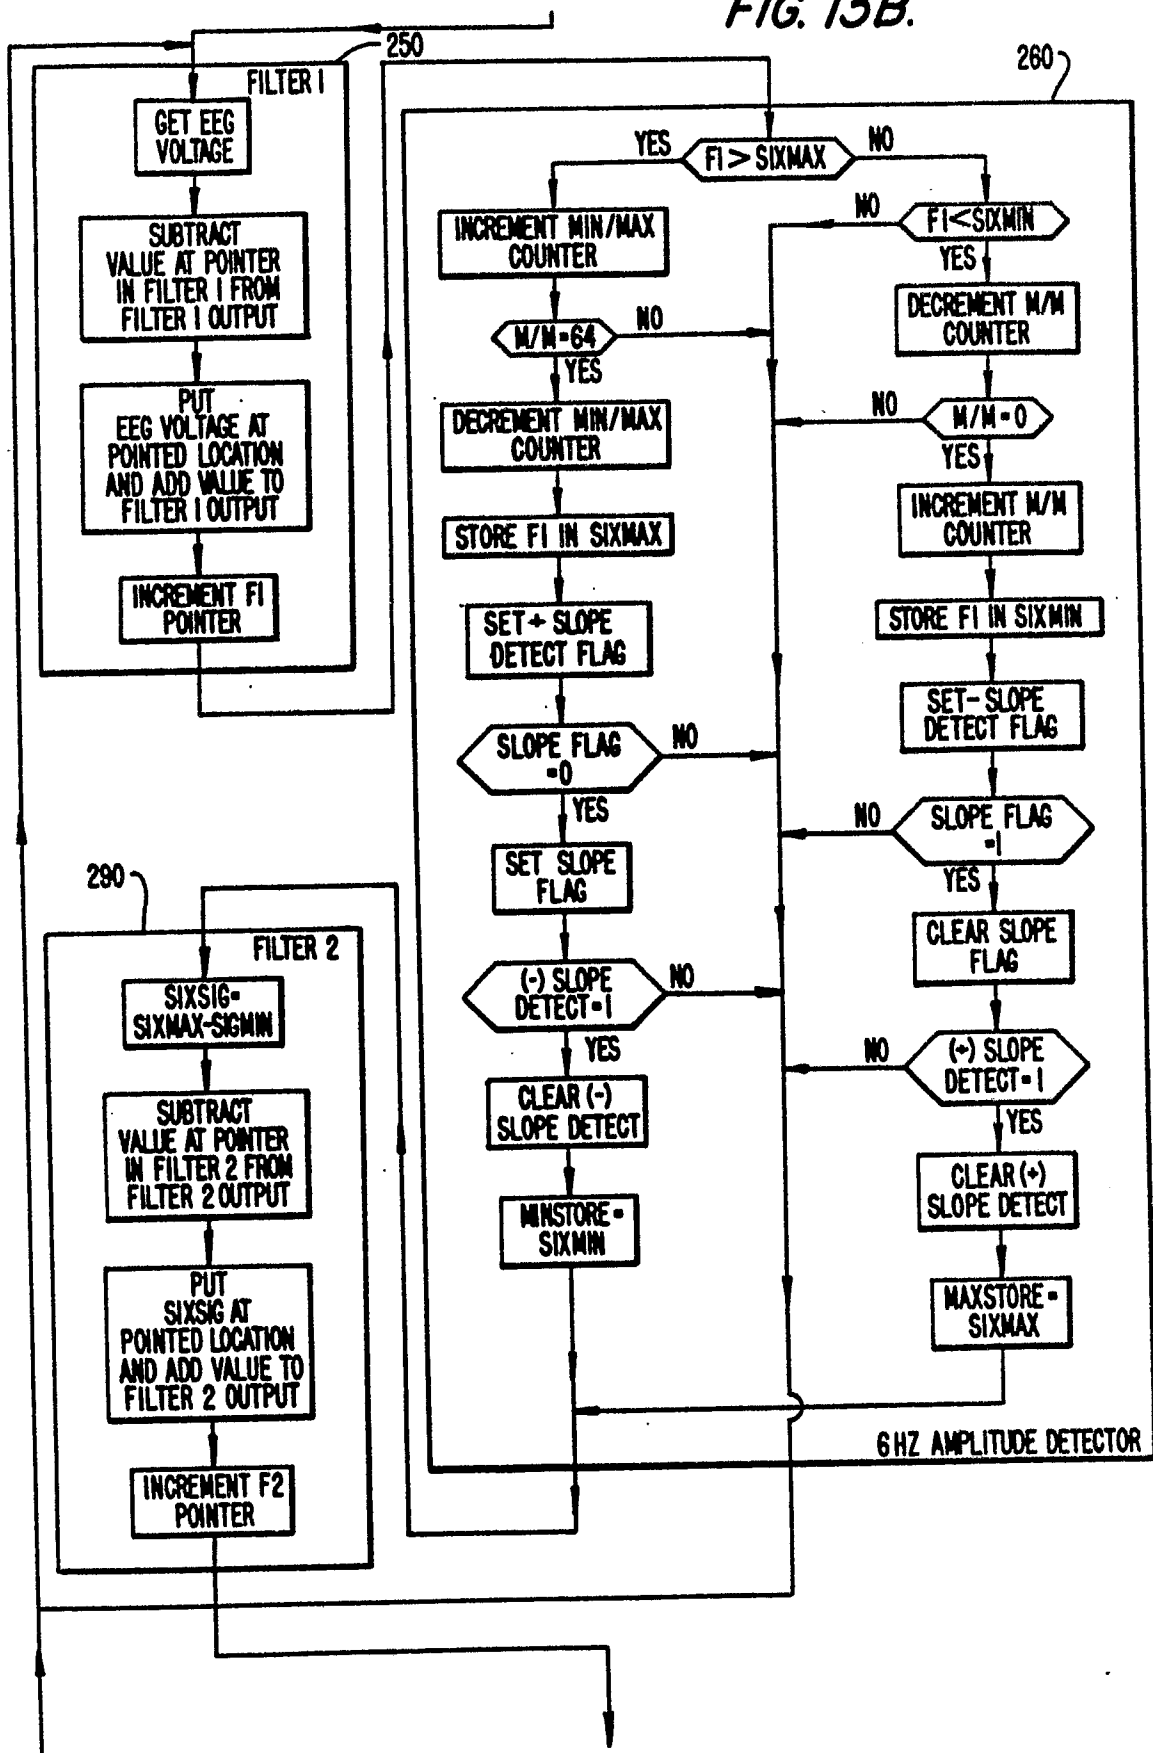 FIG. 13B.
250
FILTER 1
GET EEG
VOLTAGE
SUBTRACT
VALUE AT POINTER
IN FILTER 1 FROM
FILTER 1 OUTPUT
PUT
EEG VOLTAGE AT
POINTED LOCATION
AND ADD VALUE TO
FILTER 1 OUTPUT
INCREMENT F1
POINTER
260
F1 > SIXMAX
YES
NO
INCREMENT MIN/MAX
COUNTER
M/M=64
NO
YES
DECREMENT MIN/MAX
COUNTER
STORE F1 IN SIXMAX
SET + SLOPE
DETECT FLAG
SLOPE FLAG
=0
NO
YES
SET SLOPE
FLAG
(-) SLOPE
DETECT=1
NO
YES
CLEAR (-)
SLOPE DETECT
MINSTORE=
SIXMIN
F1<SIXMIN
NO
YES
DECREMENT M/M
COUNTER
M/M=0
NO
YES
INCREMENT M/M
COUNTER
STORE F1 IN SIXMIN
SET- SLOPE
DETECT FLAG
SLOPE FLAG
=1
NO
YES
CLEAR SLOPE
FLAG
(+) SLOPE
DETECT=1
NO
YES
CLEAR (+)
SLOPE DETECT
MAXSTORE=
SIXMAX
6HZ AMPLITUDE DETECTOR
290
FILTER 2
SIXSIG=
SIXMAX-SIGMIN
SUBTRACT
VALUE AT POINTER
IN FILTER 2 FROM
FILTER 2 OUTPUT
PUT
SIXSIG AT
POINTED LOCATION
AND ADD VALUE TO
FILTER 2 OUTPUT
INCREMENT F2
POINTER